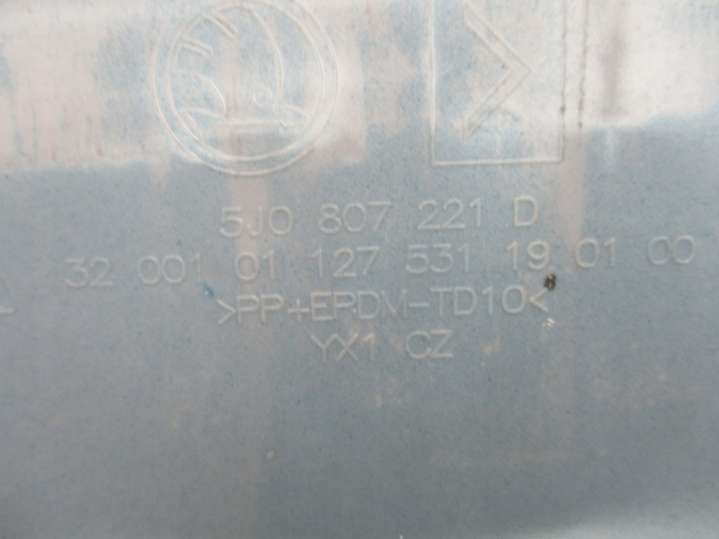 5J0 807 221 D
32 001 01 127 531 19 01 00
>PP+EPDM-TD10<
YX1 CZ